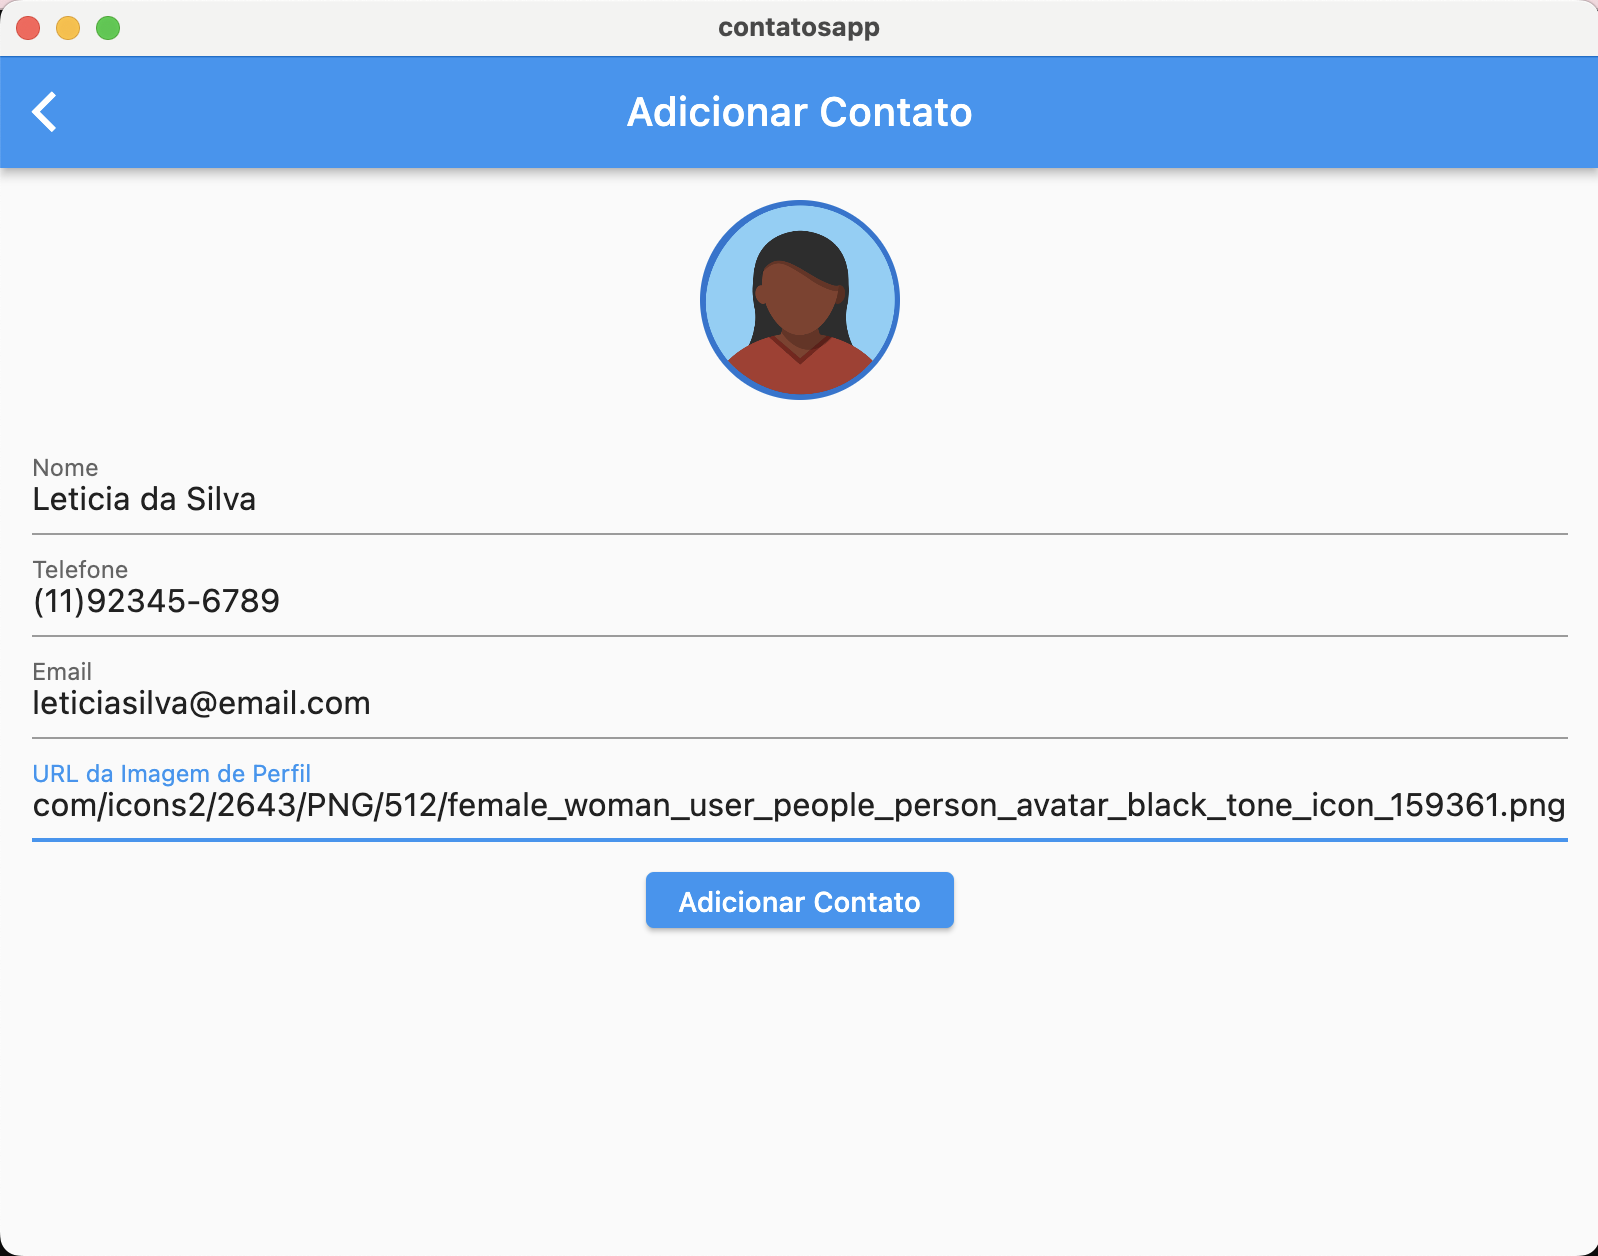 contatosapp
Adicionar Contato
Nome
Leticia da Silva
Telefone
(11)92345-6789
Email
leticiasilva@email.com
URL da Imagem de Perfil
com/icons2/2643/PNG/512/female_woman_user_people_person_avatar_black_tone_icon_159361.png
Adicionar Contato